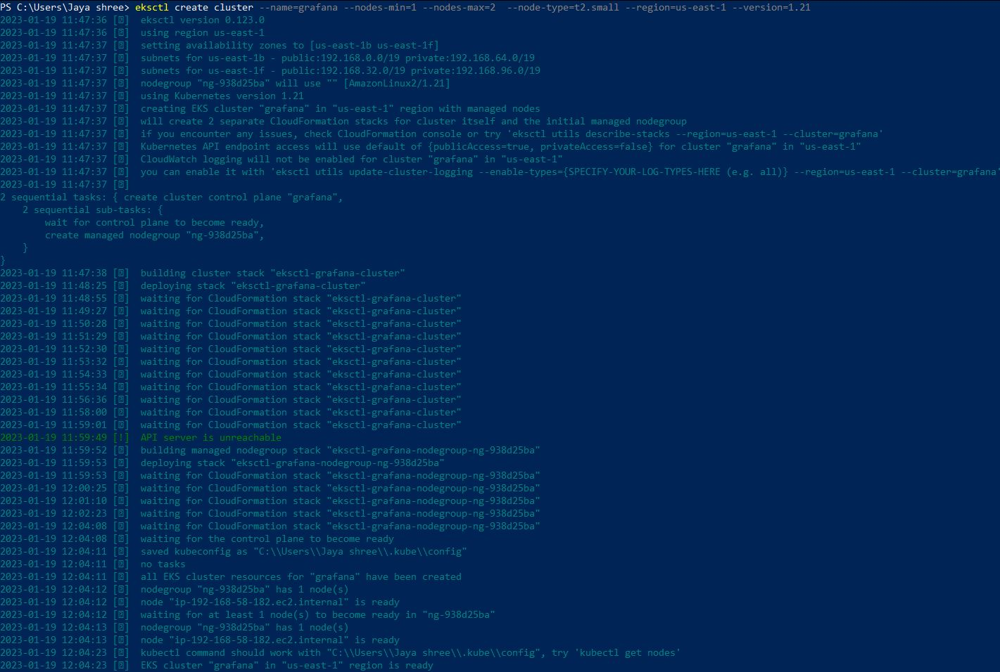 PS C:\Users\Jaya shree> eksctl create cluster --name=grafana --nodes-min=1 --nodes-max=2  --node-type=t2.small --region=us-east-1 --version=1.21
2023-01-19 11:47:36 [ℹ]  eksctl version 0.123.0
2023-01-19 11:47:36 [ℹ]  using region us-east-1
2023-01-19 11:47:37 [ℹ]  setting availability zones to [us-east-1b us-east-1f]
2023-01-19 11:47:37 [ℹ]  subnets for us-east-1b - public:192.168.0.0/19 private:192.168.64.0/19
2023-01-19 11:47:37 [ℹ]  subnets for us-east-1f - public:192.168.32.0/19 private:192.168.96.0/19
2023-01-19 11:47:37 [ℹ]  nodegroup "ng-938d25ba" will use "" [AmazonLinux2/1.21]
2023-01-19 11:47:37 [ℹ]  using Kubernetes version 1.21
2023-01-19 11:47:37 [ℹ]  creating EKS cluster "grafana" in "us-east-1" region with managed nodes
2023-01-19 11:47:37 [ℹ]  will create 2 separate CloudFormation stacks for cluster itself and the initial managed nodegroup
2023-01-19 11:47:37 [ℹ]  if you encounter any issues, check CloudFormation console or try 'eksctl utils describe-stacks --region=us-east-1 --cluster=grafana'
2023-01-19 11:47:37 [ℹ]  Kubernetes API endpoint access will use default of {publicAccess=true, privateAccess=false} for cluster "grafana" in "us-east-1"
2023-01-19 11:47:37 [ℹ]  CloudWatch logging will not be enabled for cluster "grafana" in "us-east-1"
2023-01-19 11:47:37 [ℹ]  you can enable it with 'eksctl utils update-cluster-logging --enable-types={SPECIFY-YOUR-LOG-TYPES-HERE (e.g. all)} --region=us-east-1 --cluster=grafana'
2023-01-19 11:47:37 [ℹ]
2 sequential tasks: { create cluster control plane "grafana",
    2 sequential sub-tasks: {
        wait for control plane to become ready,
        create managed nodegroup "ng-938d25ba",
    }
}
2023-01-19 11:47:38 [ℹ]  building cluster stack "eksctl-grafana-cluster"
2023-01-19 11:48:25 [ℹ]  deploying stack "eksctl-grafana-cluster"
2023-01-19 11:48:55 [ℹ]  waiting for CloudFormation stack "eksctl-grafana-cluster"
2023-01-19 11:49:27 [ℹ]  waiting for CloudFormation stack "eksctl-grafana-cluster"
2023-01-19 11:50:28 [ℹ]  waiting for CloudFormation stack "eksctl-grafana-cluster"
2023-01-19 11:51:29 [ℹ]  waiting for CloudFormation stack "eksctl-grafana-cluster"
2023-01-19 11:52:30 [ℹ]  waiting for CloudFormation stack "eksctl-grafana-cluster"
2023-01-19 11:53:32 [ℹ]  waiting for CloudFormation stack "eksctl-grafana-cluster"
2023-01-19 11:54:33 [ℹ]  waiting for CloudFormation stack "eksctl-grafana-cluster"
2023-01-19 11:55:34 [ℹ]  waiting for CloudFormation stack "eksctl-grafana-cluster"
2023-01-19 11:56:36 [ℹ]  waiting for CloudFormation stack "eksctl-grafana-cluster"
2023-01-19 11:58:00 [ℹ]  waiting for CloudFormation stack "eksctl-grafana-cluster"
2023-01-19 11:59:01 [ℹ]  waiting for CloudFormation stack "eksctl-grafana-cluster"
2023-01-19 11:59:49 [!]  API server is unreachable
2023-01-19 11:59:52 [ℹ]  building managed nodegroup stack "eksctl-grafana-nodegroup-ng-938d25ba"
2023-01-19 11:59:53 [ℹ]  deploying stack "eksctl-grafana-nodegroup-ng-938d25ba"
2023-01-19 11:59:53 [ℹ]  waiting for CloudFormation stack "eksctl-grafana-nodegroup-ng-938d25ba"
2023-01-19 12:00:25 [ℹ]  waiting for CloudFormation stack "eksctl-grafana-nodegroup-ng-938d25ba"
2023-01-19 12:01:10 [ℹ]  waiting for CloudFormation stack "eksctl-grafana-nodegroup-ng-938d25ba"
2023-01-19 12:02:23 [ℹ]  waiting for CloudFormation stack "eksctl-grafana-nodegroup-ng-938d25ba"
2023-01-19 12:04:08 [ℹ]  waiting for CloudFormation stack "eksctl-grafana-nodegroup-ng-938d25ba"
2023-01-19 12:04:08 [ℹ]  waiting for the control plane to become ready
2023-01-19 12:04:11 [ℹ]  saved kubeconfig as "C:\\Users\\Jaya shree\\.kube\\config"
2023-01-19 12:04:11 [ℹ]  no tasks
2023-01-19 12:04:11 [ℹ]  all EKS cluster resources for "grafana" have been created
2023-01-19 12:04:12 [ℹ]  nodegroup "ng-938d25ba" has 1 node(s)
2023-01-19 12:04:12 [ℹ]  node "ip-192-168-58-182.ec2.internal" is ready
2023-01-19 12:04:12 [ℹ]  waiting for at least 1 node(s) to become ready in "ng-938d25ba"
2023-01-19 12:04:13 [ℹ]  nodegroup "ng-938d25ba" has 1 node(s)
2023-01-19 12:04:13 [ℹ]  node "ip-192-168-58-182.ec2.internal" is ready
2023-01-19 12:04:23 [ℹ]  kubectl command should work with "C:\\Users\\Jaya shree\\.kube\\config", try 'kubectl get nodes'
2023-01-19 12:04:23 [ℹ]  EKS cluster "grafana" in "us-east-1" region is ready